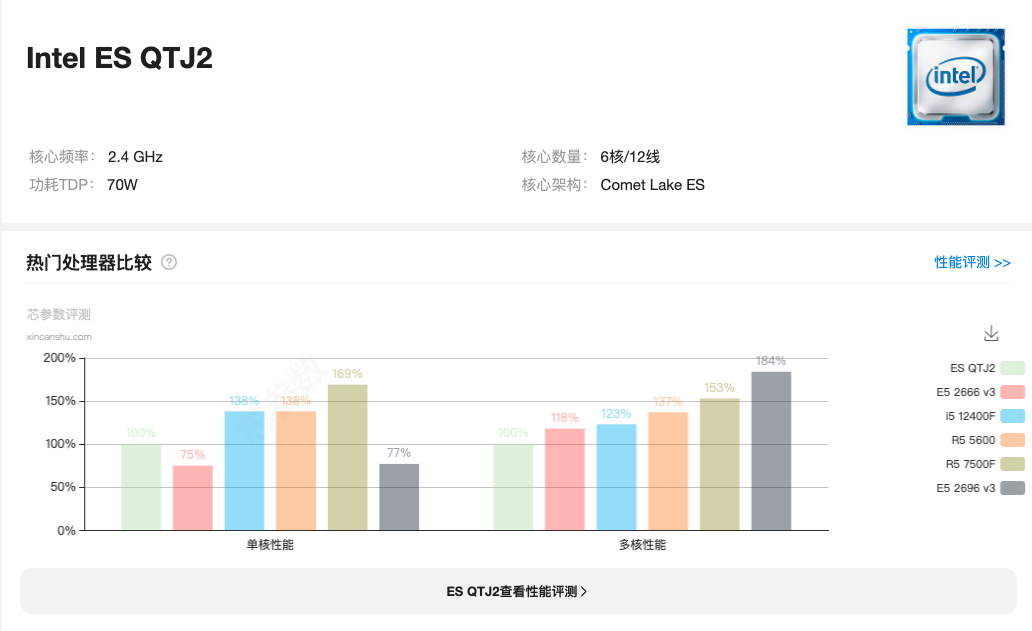 Intel ES QTJ2
intel
核心频率： 2.4 GHz
核心数量： 6核/12线
功耗TDP： 70W
核心架构： Comet Lake ES
热门处理器比较 ?
性能评测 >>
芯参数评测
xincanshu.com
芯参数
200%
150%
100%
50%
0%
100%
75%
138%
138%
169%
77%
单核性能
100%
118%
123%
137%
153%
184%
多核性能
ES QTJ2
E5 2666 v3
i5 12400F
R5 5600
R5 7500F
E5 2696 v3
ES QTJ2查看性能评测 >